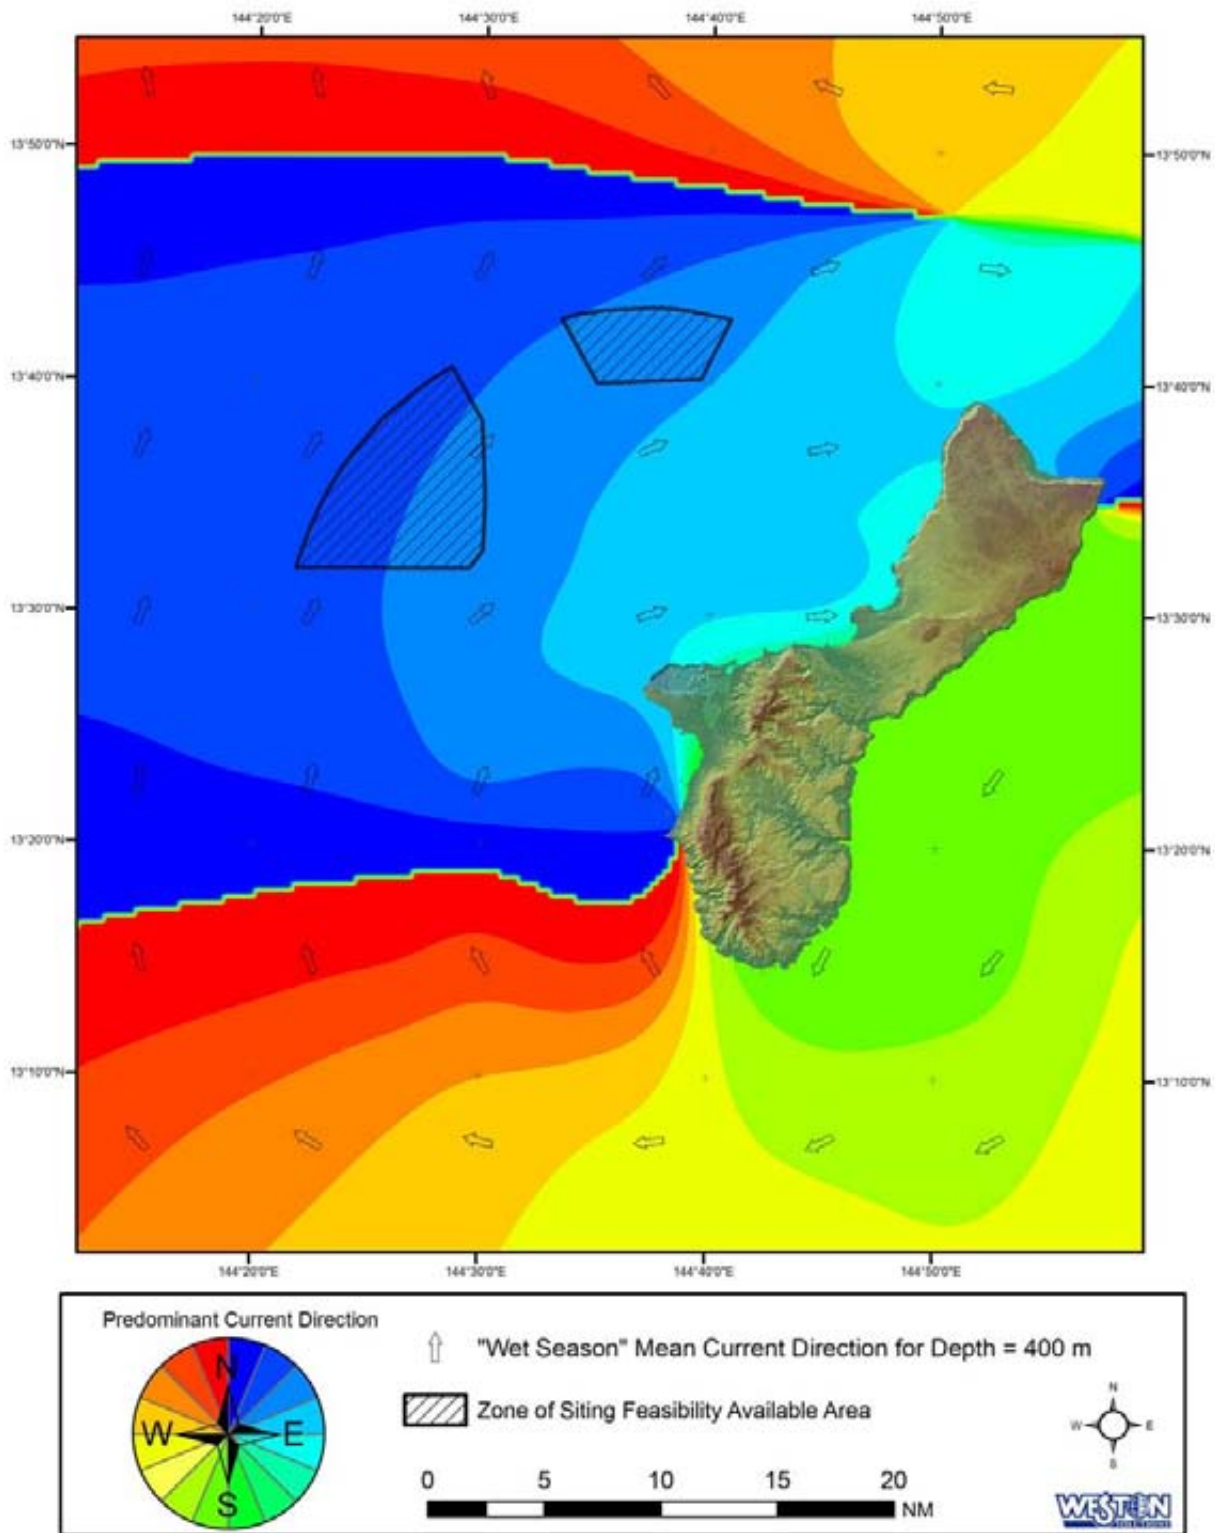 144°20'0"E 144°30'0"E 144°40'0"E 144°50'0"E
13°50'0"N
13°50'0"N
13°40'0"N
13°40'0"N
13°30'0"N
13°30'0"N
13°20'0"N
13°20'0"N
13°10'0"N
13°10'0"N
144°20'0"E 144°30'0"E 144°40'0"E 144°50'0"E
Predominant Current Direction
N
W E
S
"Wet Season" Mean Current Direction for Depth = 400 m
Zone of Siting Feasibility Available Area
0 5 10 15 20
NM
N
W E
S
WESTON
SOLUTIONS